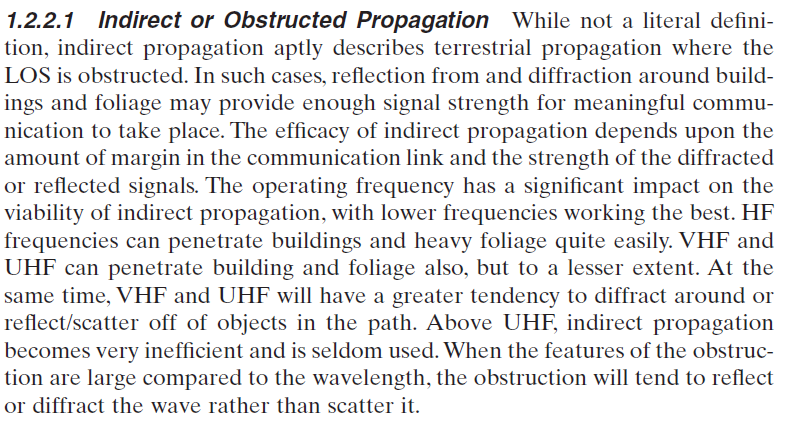 1.2.2.1 Indirect or Obstructed Propagation While not a literal defini-
tion, indirect propagation aptly describes terrestrial propagation where the
LOS is obstructed. In such cases, reflection from and diffraction around build-
ings and foliage may provide enough signal strength for meaningful commu-
nication to take place. The efficacy of indirect propagation depends upon the
amount of margin in the communication link and the strength of the diffracted
or reflected signals. The operating frequency has a significant impact on the
viability of indirect propagation, with lower frequencies working the best. HF
frequencies can penetrate buildings and heavy foliage quite easily. VHF and
UHF can penetrate building and foliage also, but to a lesser extent. At the
same time, VHF and UHF will have a greater tendency to diffract around or
reflect/scatter off of objects in the path. Above UHF, indirect propagation
becomes very inefficient and is seldom used. When the features of the obstruc-
tion are large compared to the wavelength, the obstruction will tend to reflect
or diffract the wave rather than scatter it.